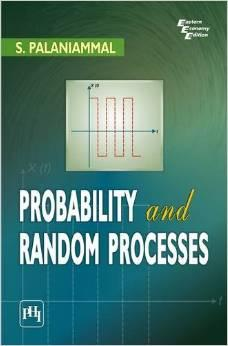 S. PALANIAMMAL
Eastern
Economy
Edition
X (t)
t
X (t)
PROBABILITY and
RANDOM PROCESSES
t
PHI